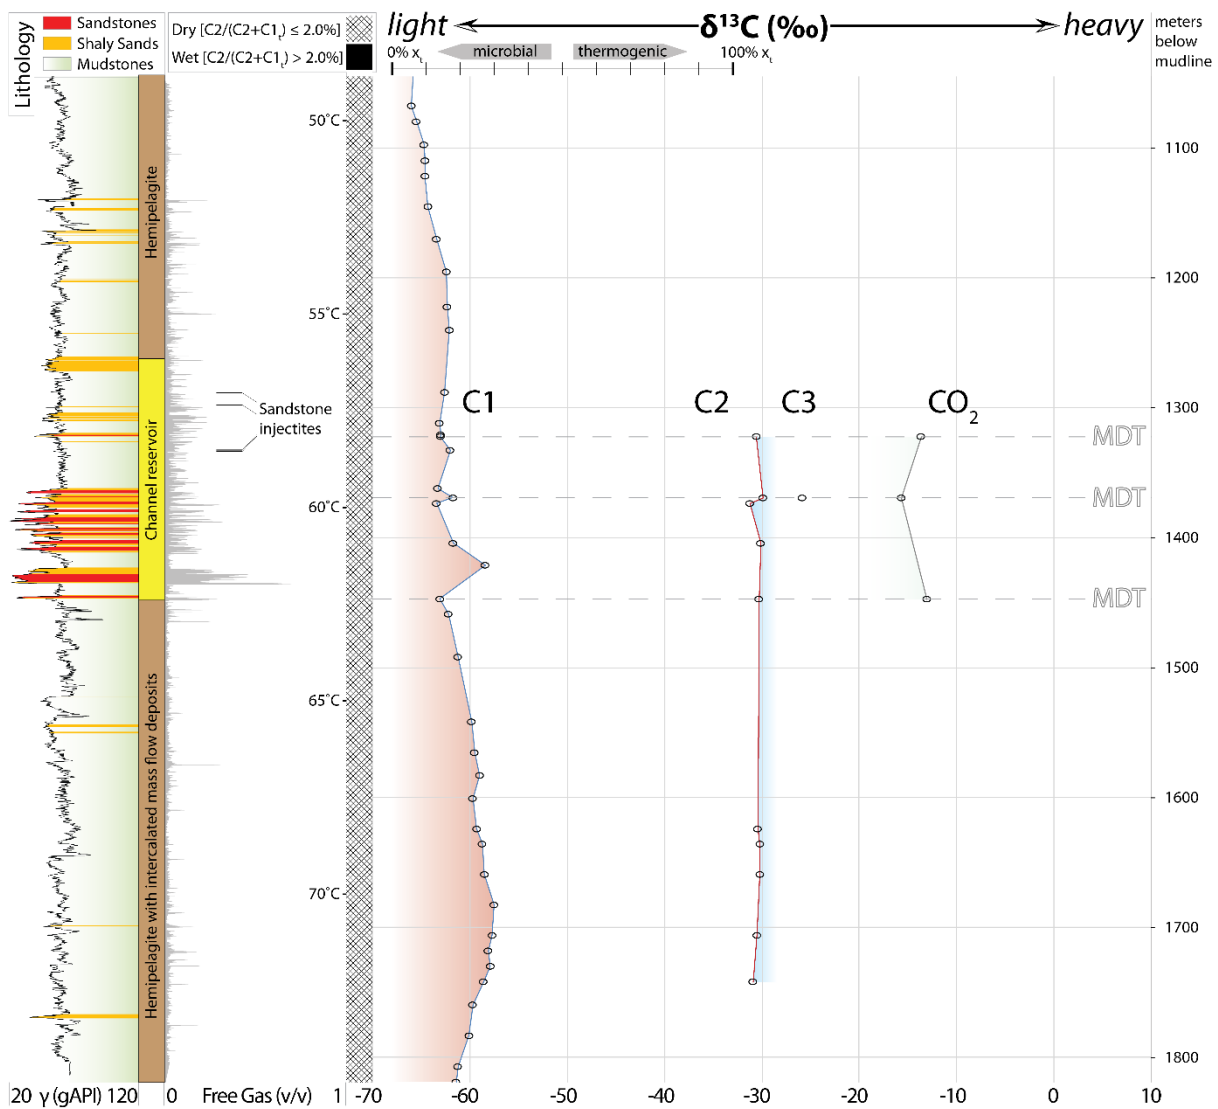 Lithology
Sandstones
Shaly Sands
Mudstones
Dry [C2/(C2+C1t) ≤ 2.0%]
Wet [C2/(C2+C1t) > 2.0%]
light
δ¹³C (‰)
heavy
meters
below
mudline
0% xt
microbial
thermogenic
100% xt
50°C
55°C
60°C
65°C
70°C
Hemipelagite
Channel reservoir
Hemipelagite with intercalated mass flow deposits
Sandstone
injectites
C1
C2
C3
CO2
MDT
MDT
MDT
1100
1200
1300
1400
1500
1600
1700
1800
20 γ (gAPI) 120
0 Free Gas (v/v) 1
-70 -60 -50 -40 -30 -20 -10 0 10